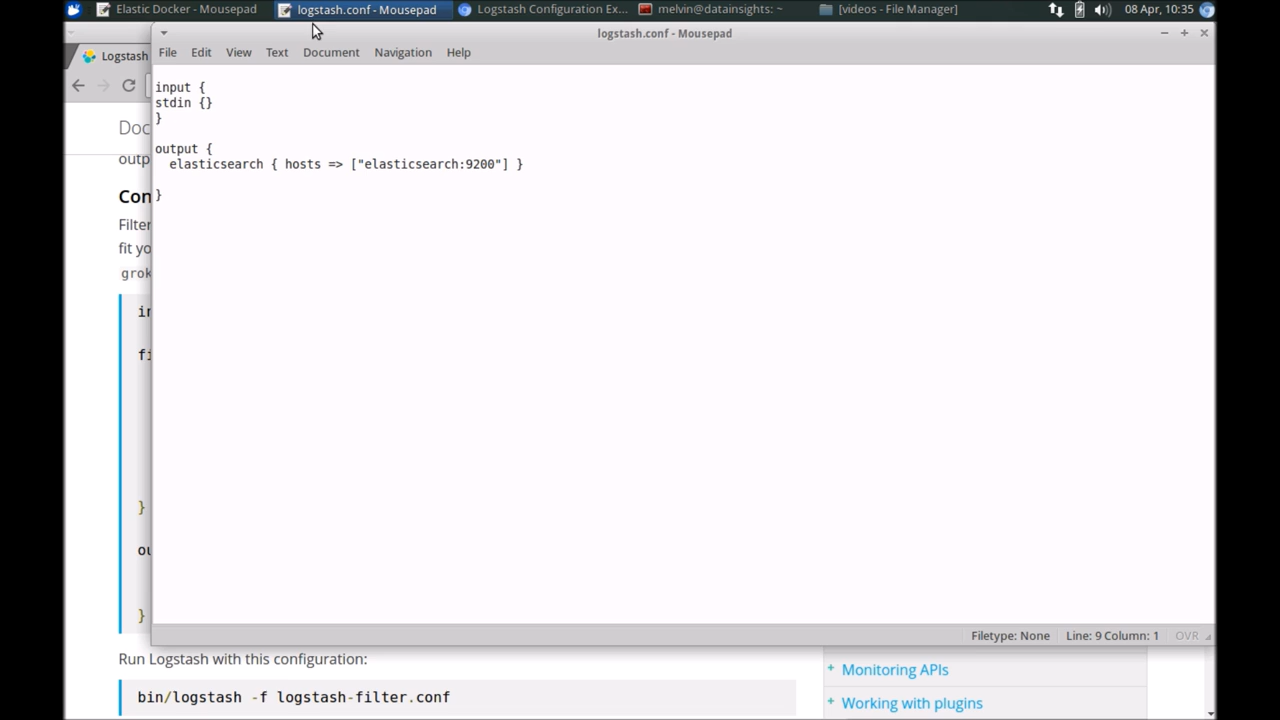 Elastic Docker - Mousepad
logstash.conf - Mousepad
Logstash Configuration Ex...
melvin@datainsights: ~
[videos - File Manager]
08 Apr, 10:35
Logstash
logstash.conf - Mousepad
File Edit View Text Document Navigation Help
input {
stdin {}
}
output {
elasticsearch { hosts => ["elasticsearch:9200"] }
}
Filetype: None
Line: 9 Column: 1
OVR
Doc
outp
Con
Filter
fit yo
grok
in
fi
}
ou
}
Run Logstash with this configuration:
bin/logstash -f logstash-filter.conf
+ Monitoring APIs
+ Working with plugins